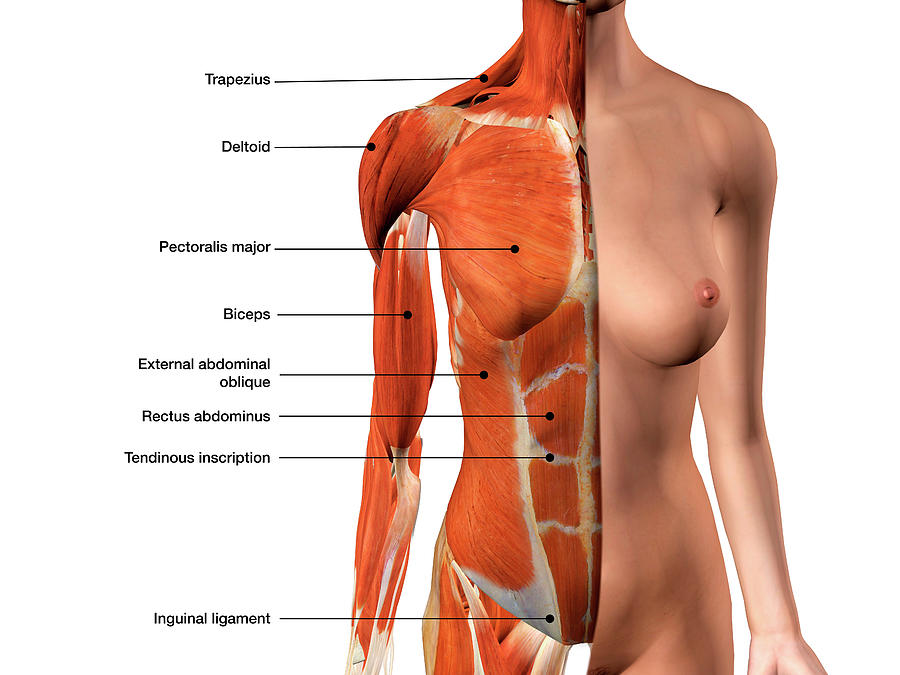 Trapezius
Deltoid
Pectoralis major
Biceps
External abdominal
oblique
Rectus abdominus
Tendinous inscription
Inguinal ligament